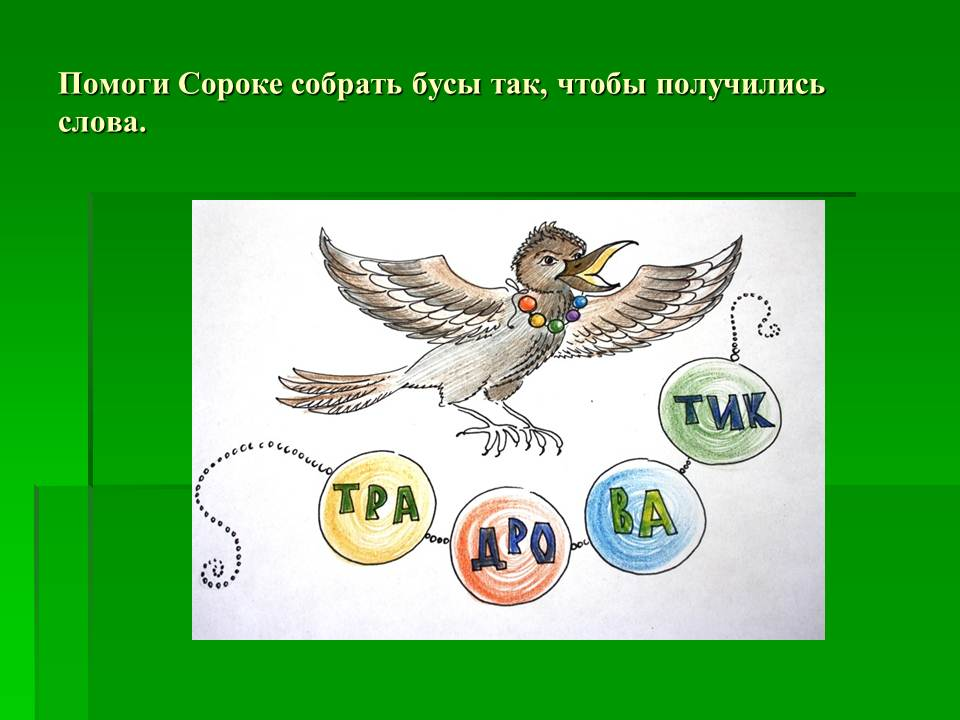 Помоги Сороке собрать бусы так, чтобы получились
слова.
ТРА
ДРО
ВА
ТИК